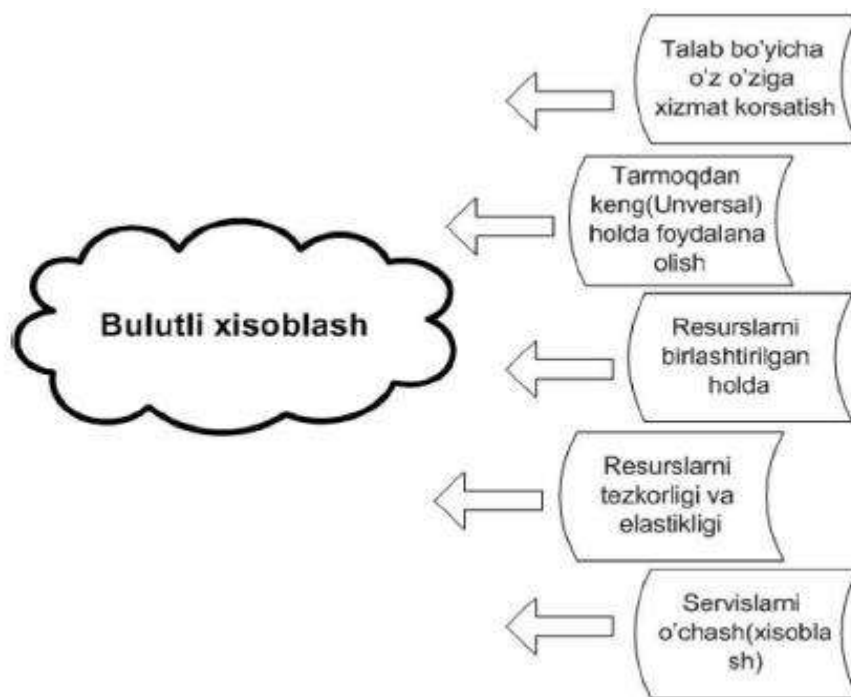 Talab bo'yicha
o'z o'ziga
xizmat korsatish
Tarmoqdan
keng(Unversal)
holda foydalana
olish
Bulutli xisoblash
Resurslarni
birlashtirilgan
holda
Resurslarni
tezkorligi va
elastikligi
Servislarni
o'chash(xisobla
sh)